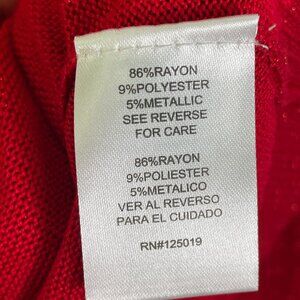 86%RAYON
9%POLYESTER
5%METALLIC
SEE REVERSE
FOR CARE
86%RAYON
9%POLIESTER
5%METALICO
VER AL REVERSO
PARA EL CUIDADO
RN#125019